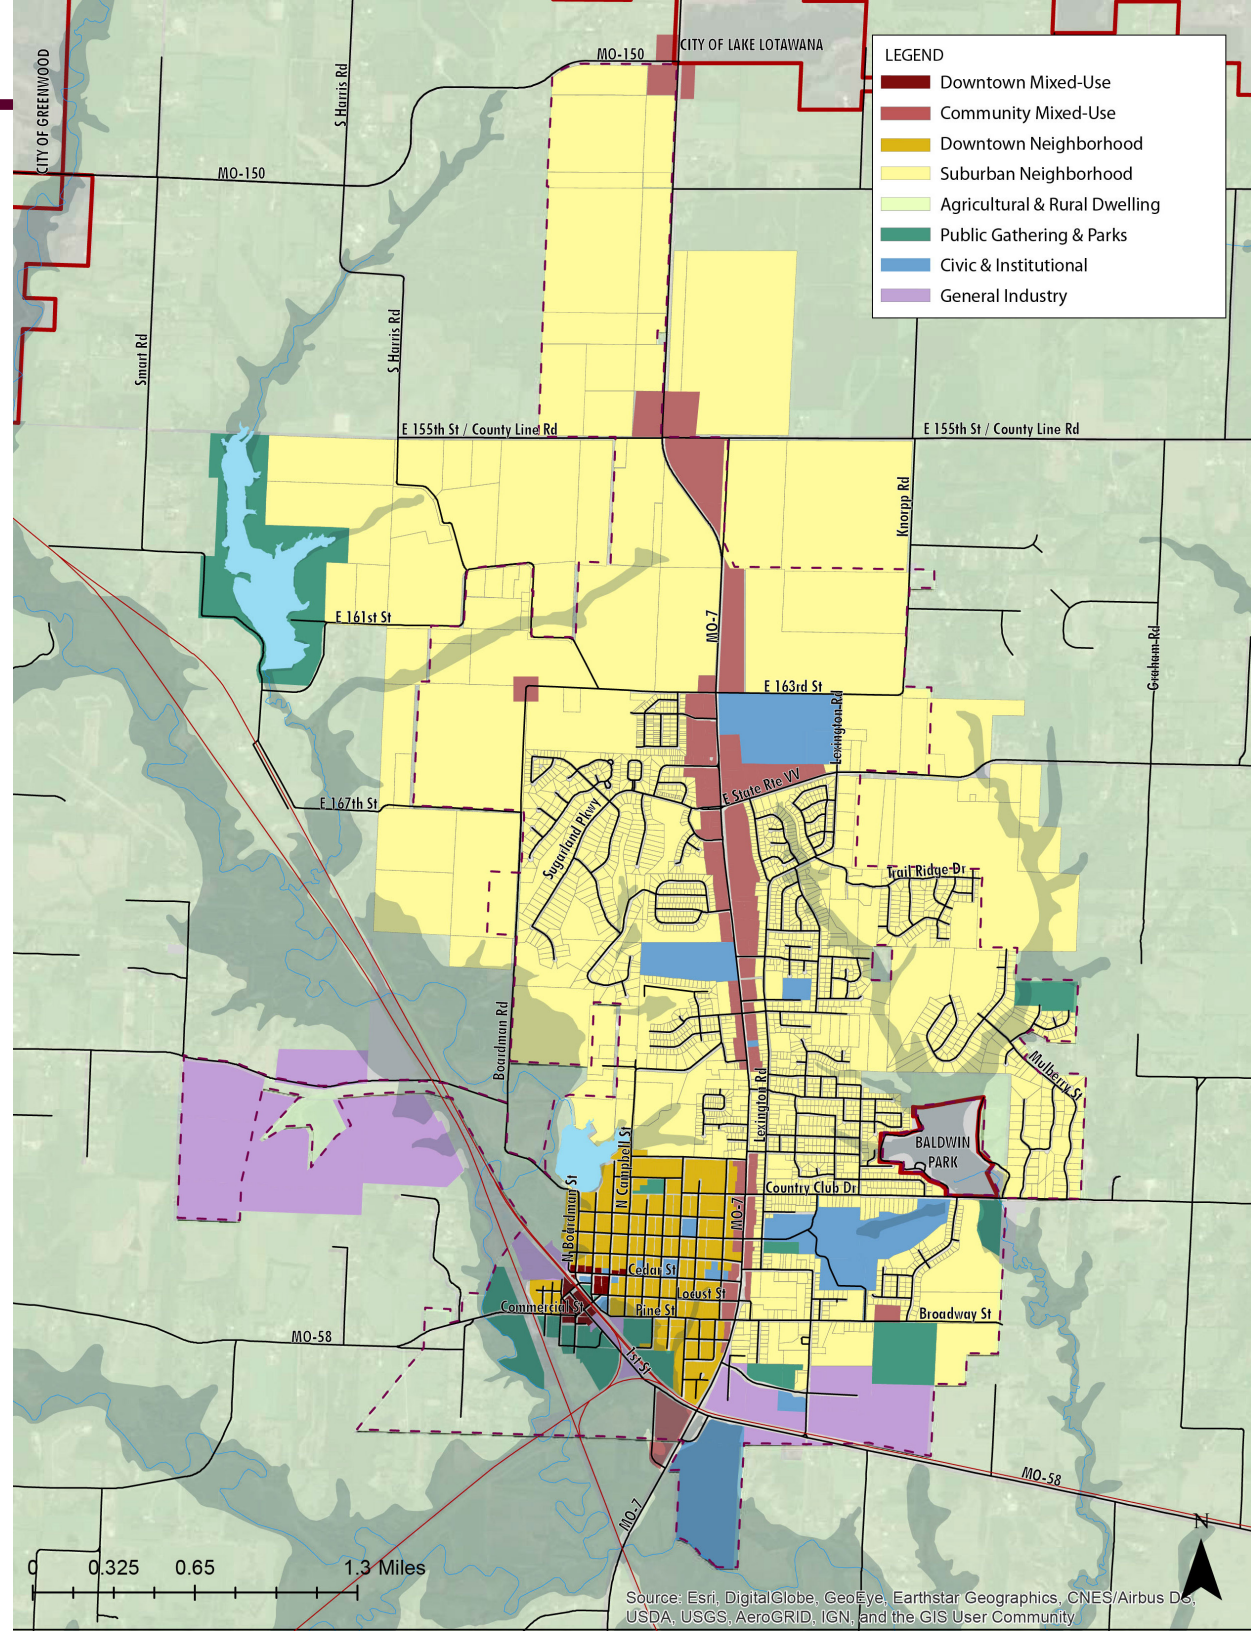 CITY OF LAKE LOTAWANA
MO-150
CITY OF GREENWOOD
S Harris Rd
MO-150
LEGEND
Downtown Mixed-Use
Community Mixed-Use
Downtown Neighborhood
Suburban Neighborhood
Agricultural & Rural Dwelling
Public Gathering & Parks
Civic & Institutional
General Industry
Smart Rd
S Harris Rd
E 155th St / County Line Rd
E 155th St / County Line Rd
Knorpp Rd
E 161st St
MO-7
Graham Rd
E 163rd St
Lexington Rd
E State Rte VV
E 167th St
Sugarland Pkwy
Trail Ridge Dr
Boardman Rd
Mulberry St
Lexington Rd
BALDWIN
PARK
N Campbell St
Country Club Dr
N Boardman St
MO-7
Cedar St
Locust St
Commercial St
Pine St
Broadway St
MO-58
1st St
MO-58
MO-7
N
0 0.325 0.65 1.3 Miles
Source: Esri, DigitalGlobe, GeoEye, Earthstar Geographics, CNES/Airbus DS,
USDA, USGS, AeroGRID, IGN, and the GIS User Community